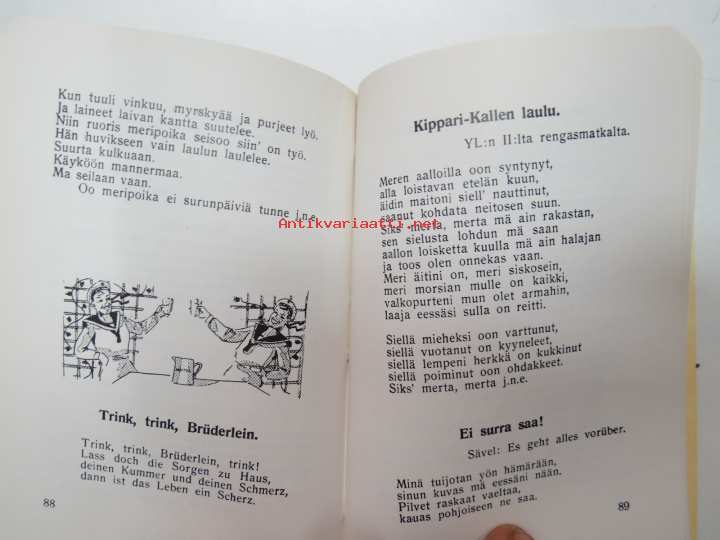 Kun tuuli vinkuu, myrskyää ja purjeet lyö.
Ja laineet laivan kantta suutelee.
Niin ruoris meripoika seisoo siin' on työ.
Hän huvikseen vain laulun laulelee.
Suurta kulkuaan.
Käyköön mannermaa.
Ma seilaan vaan.
Oo meripoika ei surunpäiviä tunne j.n.e.
Trink, trink, Brüderlein.
Trink, trink, Brüderlein, trink!
Lass doch die Sorgen zu Haus,
deinen Kummer und deinen Schmerz,
dann ist das Leben ein Scherz.
88
Kippari-Kallen laulu.
YL:n II:lta rengasmatkalta.
Meren aalloilla oon syntynyt,
alla loistavan etelän kuun,
äidin maitoni siell' nauttinut,
saanut kohdata neitosen suun.
Siks' merta, merta mä ain rakastan,
sen sielusta lohdun mä saan
aallon loisketta kuulla mä ain halajan
ja toos olen onnekas vaan.
Meri äitini on, meri siskosein,
meri morsian mulle on kaikki,
valkopurteni mun olet armahin,
laaja eessäsi sulla on reitti.
Siellä mieheksi oon varttunut,
siellä vuotanut on kyyneleet,
siellä lempeni herkkä on kukkinut
siellä poiminut oon ohdakkeet.
Siks' merta, merta j.n.e.
Ei surra saa!
Sävel: Es geht alles vorüber.
Minä tuijotan yön hämärään,
sinun kuvas mä eessäni nään.
Pilvet raskaat vaeltaa,
kauas pohjoiseen ne saa.
89
Antikvariaatti.net